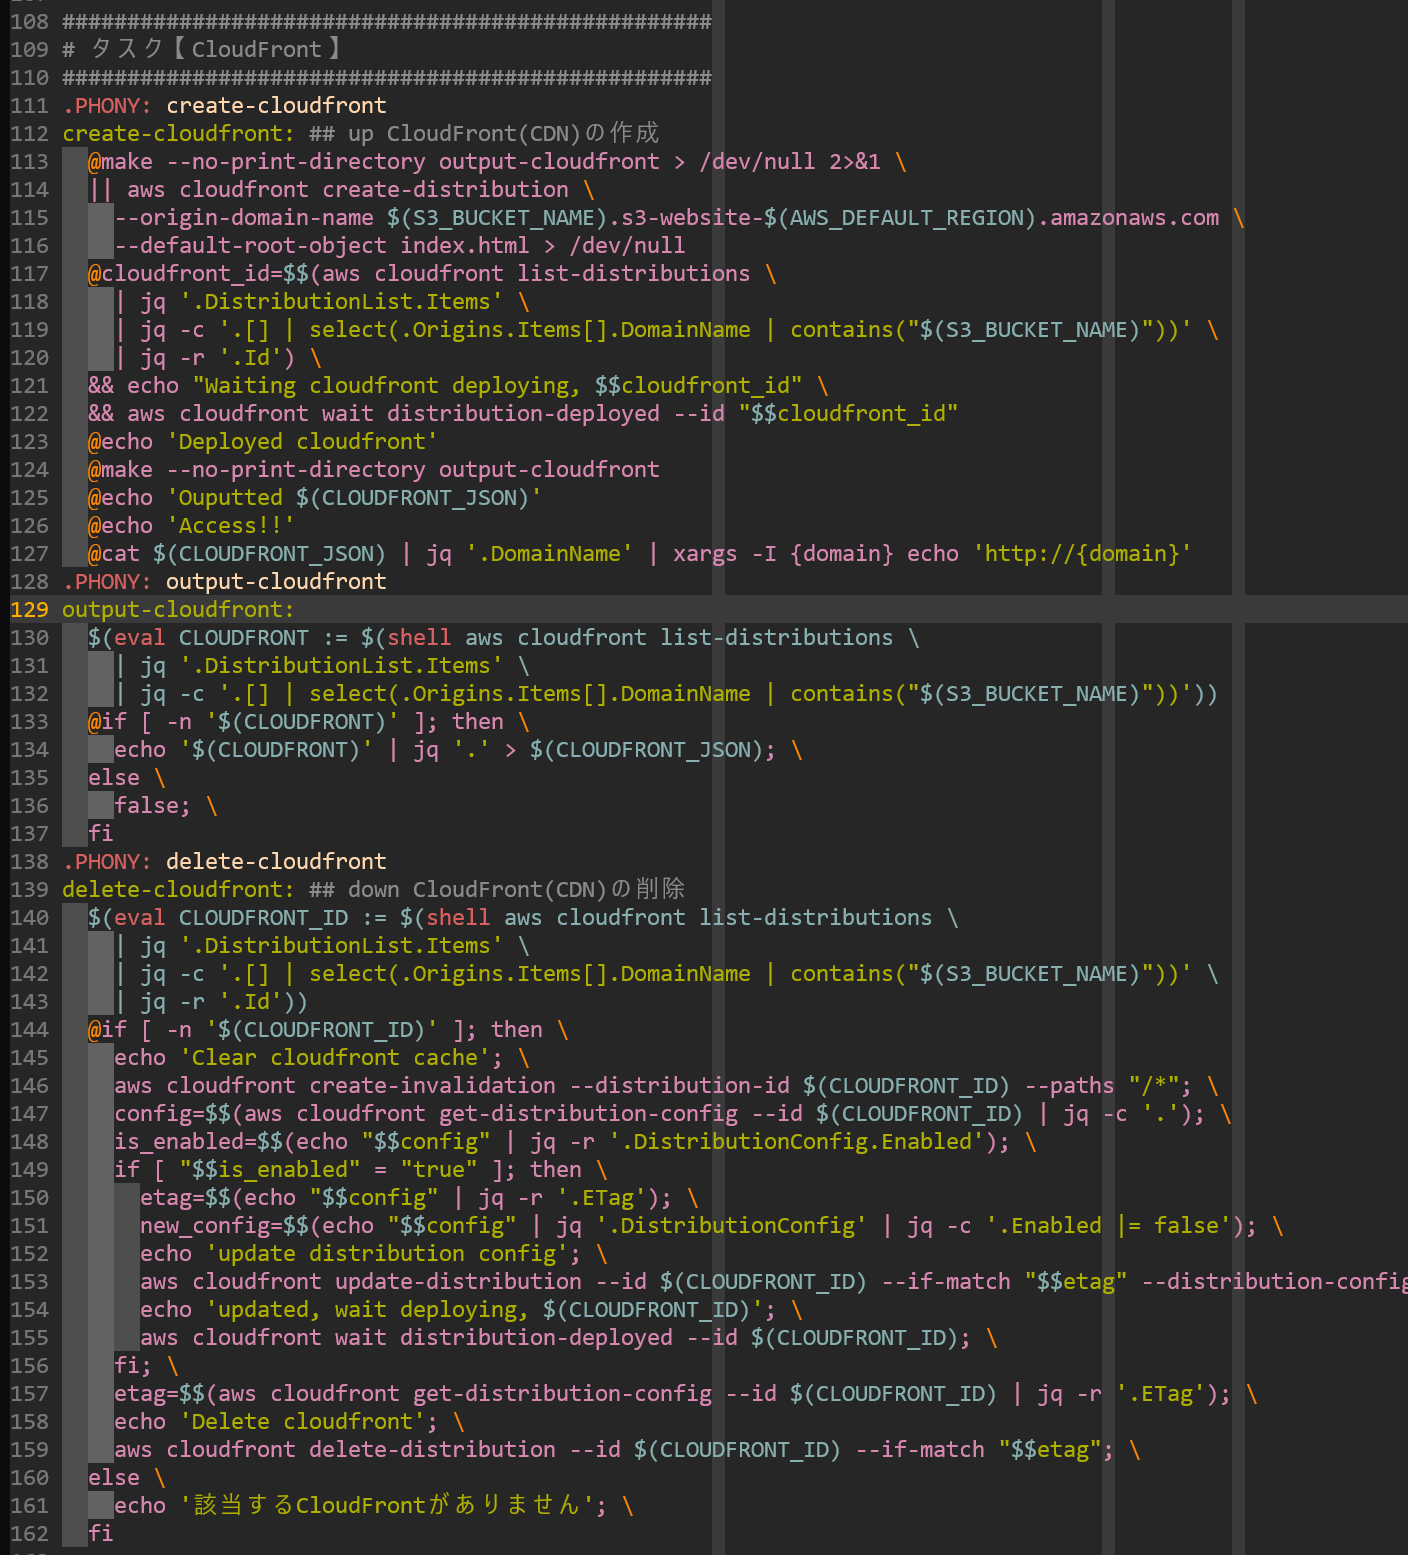 108 ##################################################
109 # タスク【CloudFront】
110 ##################################################
111 .PHONY: create-cloudfront
112 create-cloudfront: ## up CloudFront(CDN)の作成
113   @make --no-print-directory output-cloudfront > /dev/null 2>&1 \
114   || aws cloudfront create-distribution \
115     --origin-domain-name $(S3_BUCKET_NAME).s3-website-$(AWS_DEFAULT_REGION).amazonaws.com \
116     --default-root-object index.html > /dev/null
117   @cloudfront_id=$$(aws cloudfront list-distributions \
118     | jq '.DistributionList.Items' \
119     | jq -c '.[] | select(.Origins.Items[].DomainName | contains("$(S3_BUCKET_NAME)"))' \
120     | jq -r '.Id') \
121   && echo "Waiting cloudfront deploying, $$cloudfront_id" \
122   && aws cloudfront wait distribution-deployed --id "$$cloudfront_id"
123   @echo 'Deployed cloudfront'
124   @make --no-print-directory output-cloudfront
125   @echo 'Ouputted $(CLOUDFRONT_JSON)'
126   @echo 'Access!!'
127   @cat $(CLOUDFRONT_JSON) | jq '.DomainName' | xargs -I {domain} echo 'http://{domain}'
128 .PHONY: output-cloudfront
129 output-cloudfront:
130   $(eval CLOUDFRONT := $(shell aws cloudfront list-distributions \
131     | jq '.DistributionList.Items' \
132     | jq -c '.[] | select(.Origins.Items[].DomainName | contains("$(S3_BUCKET_NAME)"))'))
133   @if [ -n '$(CLOUDFRONT)' ]; then \
134     echo '$(CLOUDFRONT)' | jq '.' > $(CLOUDFRONT_JSON); \
135   else \
136     false; \
137   fi
138 .PHONY: delete-cloudfront
139 delete-cloudfront: ## down CloudFront(CDN)の削除
140   $(eval CLOUDFRONT_ID := $(shell aws cloudfront list-distributions \
141     | jq '.DistributionList.Items' \
142     | jq -c '.[] | select(.Origins.Items[].DomainName | contains("$(S3_BUCKET_NAME)"))' \
143     | jq -r '.Id'))
144   @if [ -n '$(CLOUDFRONT_ID)' ]; then \
145     echo 'Clear cloudfront cache'; \
146     aws cloudfront create-invalidation --distribution-id $(CLOUDFRONT_ID) --paths "/*"; \
147     config=$$(aws cloudfront get-distribution-config --id $(CLOUDFRONT_ID) | jq -c '.'); \
148     is_enabled=$$(echo "$$config" | jq -r '.DistributionConfig.Enabled'); \
149     if [ "$$is_enabled" = "true" ]; then \
150       etag=$$(echo "$$config" | jq -r '.ETag'); \
151       new_config=$$(echo "$$config" | jq '.DistributionConfig' | jq -c '.Enabled |= false'); \
152       echo 'update distribution config'; \
153       aws cloudfront update-distribution --id $(CLOUDFRONT_ID) --if-match "$$etag" --distribution-config
154       echo 'updated, wait deploying, $(CLOUDFRONT_ID)'; \
155       aws cloudfront wait distribution-deployed --id $(CLOUDFRONT_ID); \
156     fi; \
157     etag=$$(aws cloudfront get-distribution-config --id $(CLOUDFRONT_ID) | jq -r '.ETag'); \
158     echo 'Delete cloudfront'; \
159     aws cloudfront delete-distribution --id $(CLOUDFRONT_ID) --if-match "$$etag"; \
160   else \
161     echo '該当するCloudFrontがありません'; \
162   fi